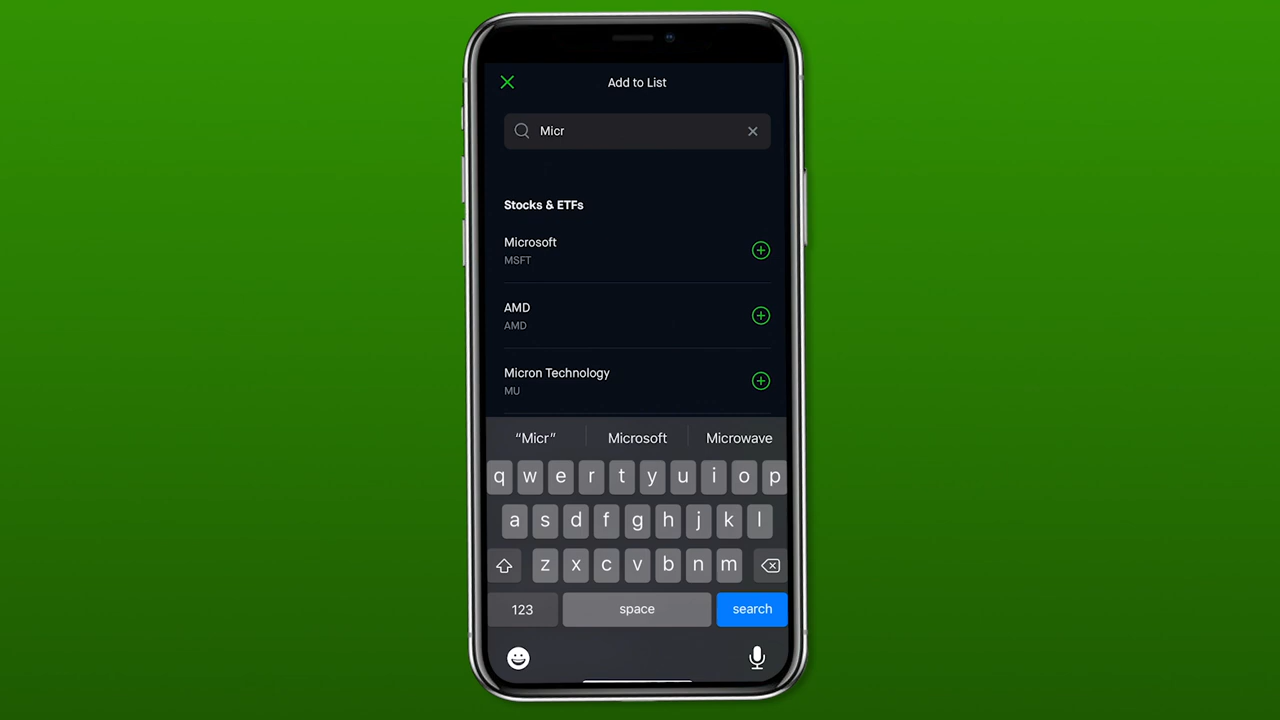 Add to List
Micr
Stocks & ETFs
Microsoft
MSFT
AMD
AMD
Micron Technology
MU
“Micr” Microsoft Microwave
q w e r t y u i o p
a s d f g h j k l
z x c v b n m
123 space search